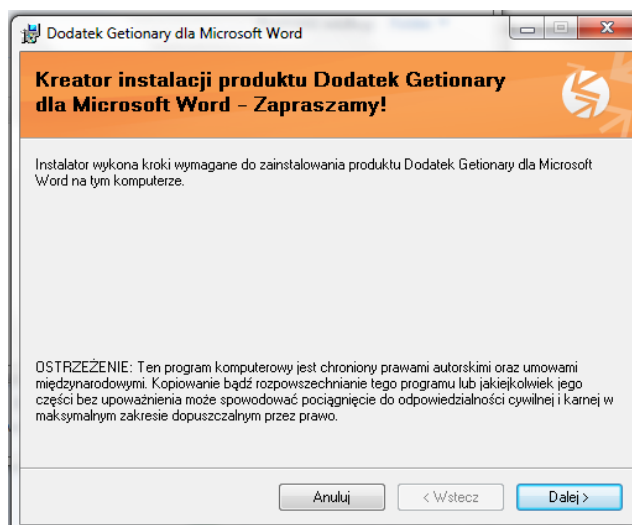 Dodatek Getionary dla Microsoft Word
Kreator instalacji produktu Dodatek Getionary
dla Microsoft Word - Zapraszamy!
Instalator wykona kroki wymagane do zainstalowania produktu Dodatek Getionary dla Microsoft
Word na tym komputerze.
OSTRZEŻENIE: Ten program komputerowy jest chroniony prawami autorskimi oraz umowami
międzynarodowymi. Kopiowanie bądź rozpowszechnianie tego programu lub jakiejkolwiek jego
części bez upoważnienia może spowodować pociągnięcie do odpowiedzialności cywilnej i karnej w
maksymalnym zakresie dopuszczalnym przez prawo.
Anuluj < Wstecz Dalej >